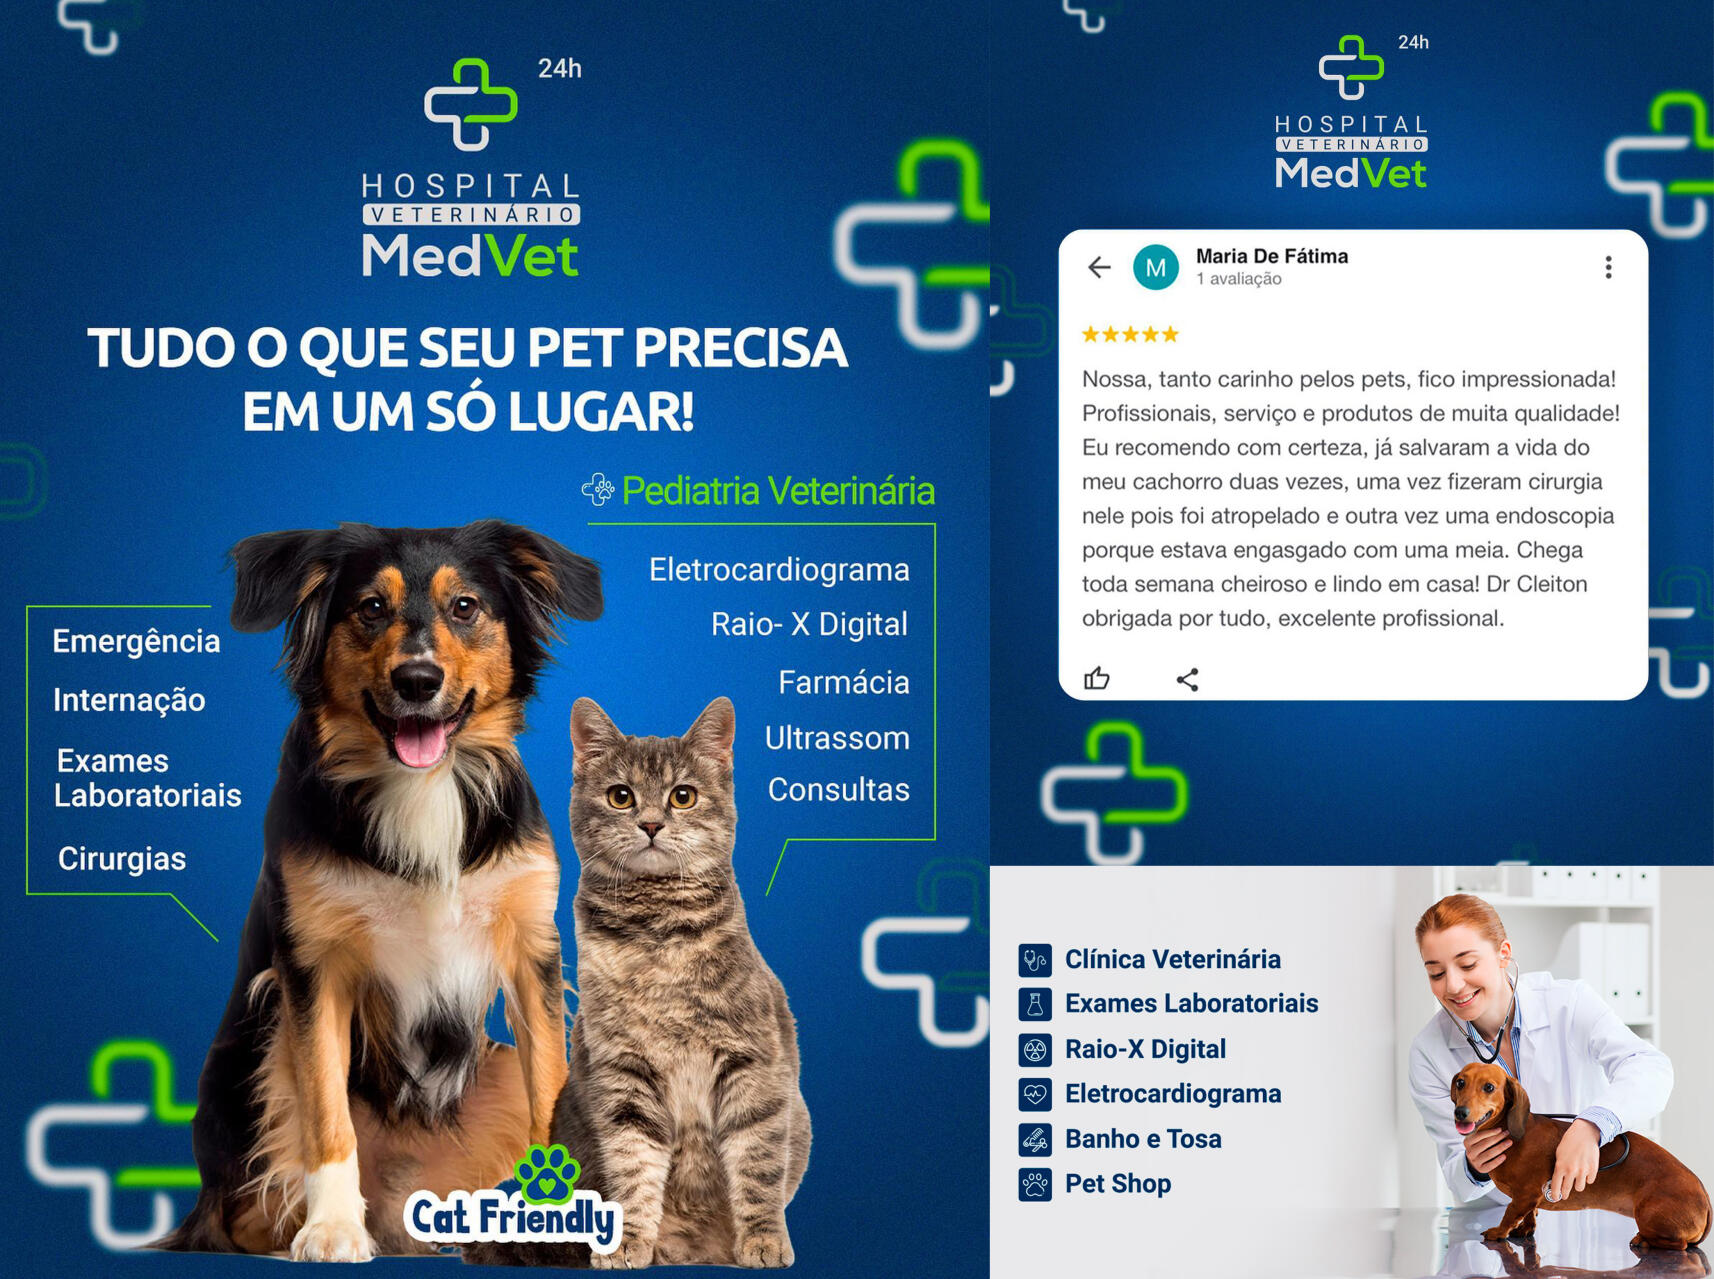 24h
HOSPITAL
VETERINÁRIO
MedVet
TUDO O QUE SEU PET PRECISA
EM UM SÓ LUGAR!
Pediatria Veterinária
Eletrocardiograma
Raio- X Digital
Farmácia
Ultrassom
Consultas
Emergência
Internação
Exames
Laboratoriais
Cirurgias
Cat Friendly
24h
HOSPITAL
VETERINÁRIO
MedVet
M
Maria De Fátima
1 avaliação
Nossa, tanto carinho pelos pets, fico impressionada!
Profissionais, serviço e produtos de muita qualidade!
Eu recomendo com certeza, já salvaram a vida do
meu cachorro duas vezes, uma vez fizeram cirurgia
nele pois foi atropelado e outra vez uma endoscopia
porque estava engasgado com uma meia. Chega
toda semana cheiroso e lindo em casa! Dr Cleiton
obrigada por tudo, excelente profissional.
Clínica Veterinária
Exames Laboratoriais
Raio-X Digital
Eletrocardiograma
Banho e Tosa
Pet Shop